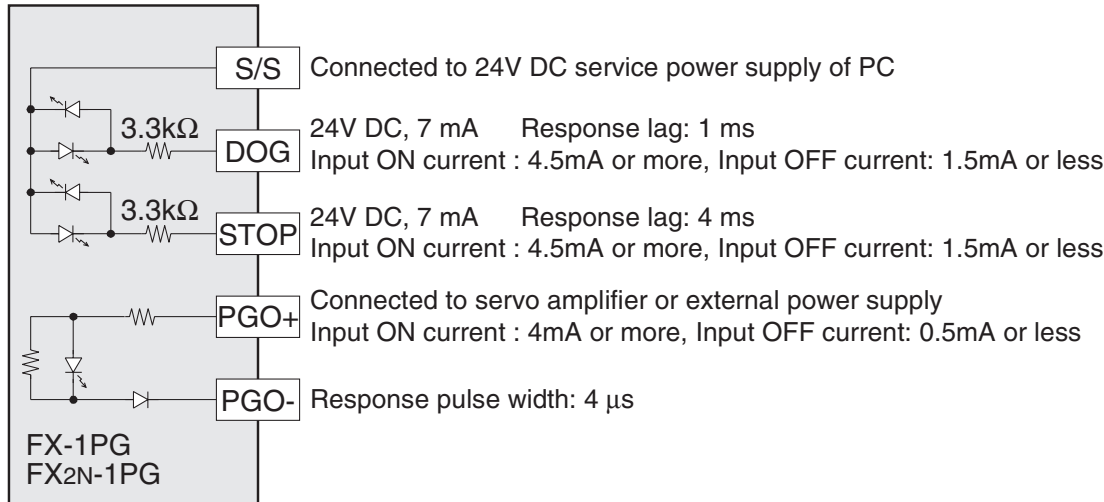 S/S Connected to 24V DC service power supply of PC
3.3kΩ DOG 24V DC, 7 mA Response lag: 1 ms
Input ON current : 4.5mA or more, Input OFF current: 1.5mA or less
3.3kΩ STOP 24V DC, 7 mA Response lag: 4 ms
Input ON current : 4.5mA or more, Input OFF current: 1.5mA or less
PGO+ Connected to servo amplifier or external power supply
Input ON current : 4mA or more, Input OFF current: 0.5mA or less
PGO- Response pulse width: 4 μs
FX-1PG
FX2N-1PG